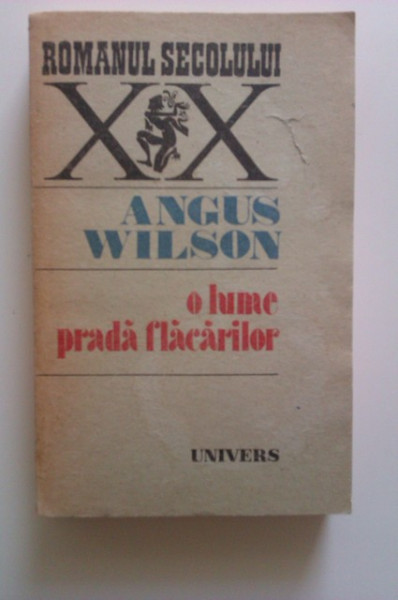 ROMANUL SECOLULUI
XX
ANGUS
WILSON
o lume
pradă flăcărilor
UNIVERS